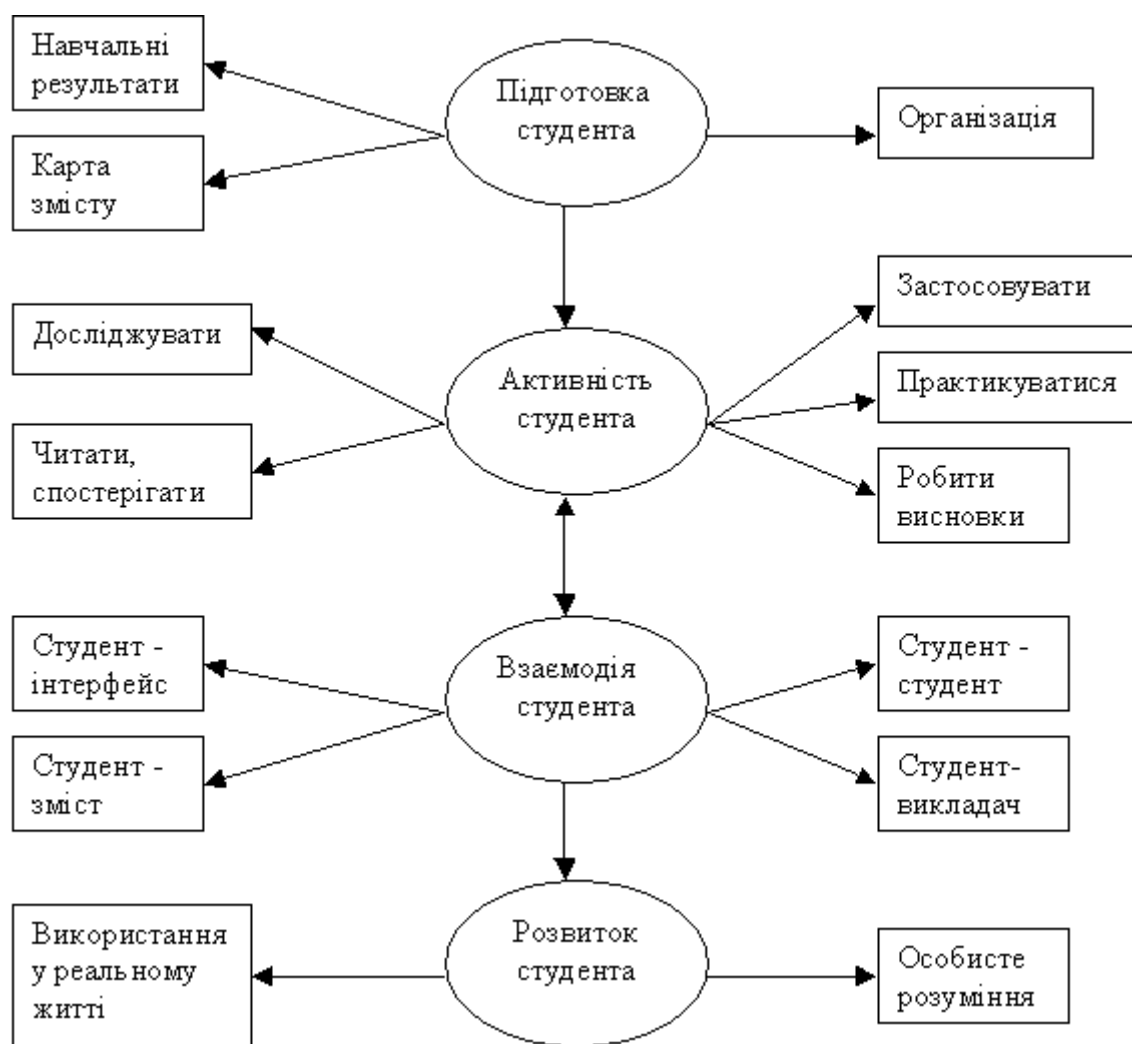 Навчальні
результати
Підготовка
студента
Організація
Карта
змісту
Застосовувати
Досліджувати
Активність
студента
Практикуватися
Читати,
спостерігати
Робити
висновки
Студент -
інтерфейс
Взаємодія
студента
Студент -
студент
Студент -
зміст
Студент-
викладач
Використання
у реальному
житті
Розвиток
студента
Особисте
розуміння